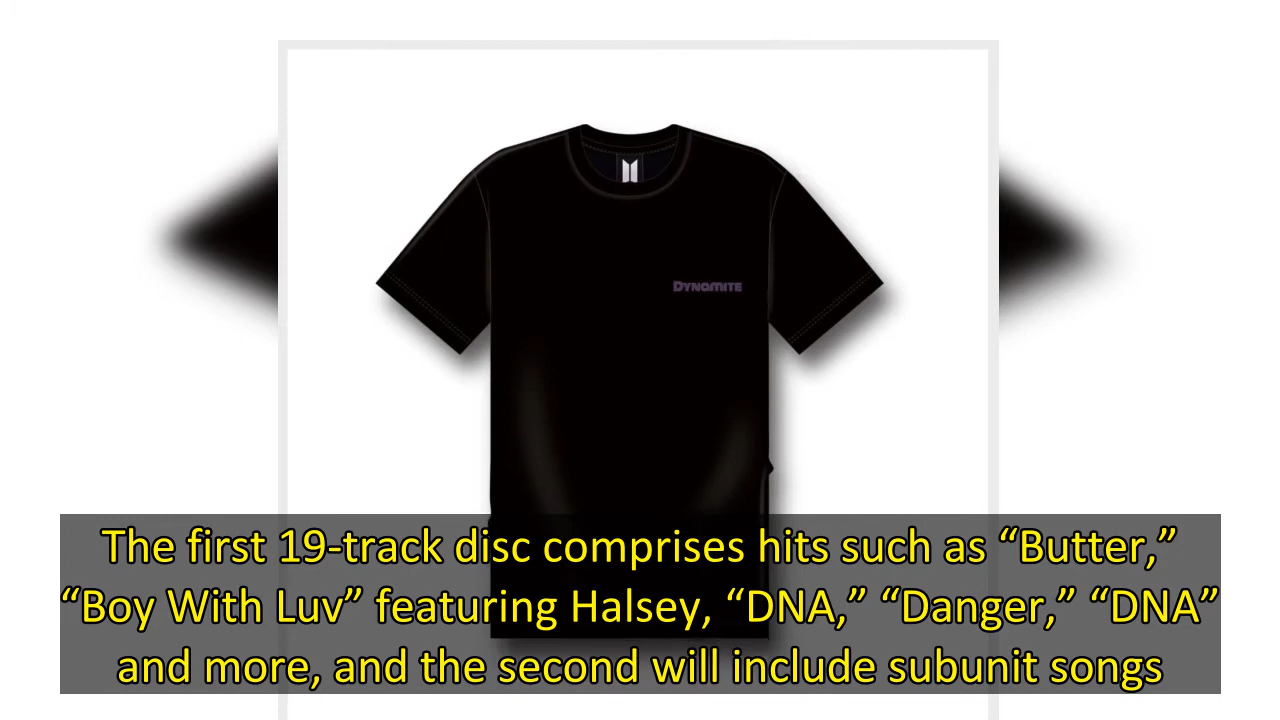 DYNAMITE
The first 19-track disc comprises hits such as “Butter,”
“Boy With Luv” featuring Halsey, “DNA,” “Danger,” “DNA”
and more, and the second will include subunit songs